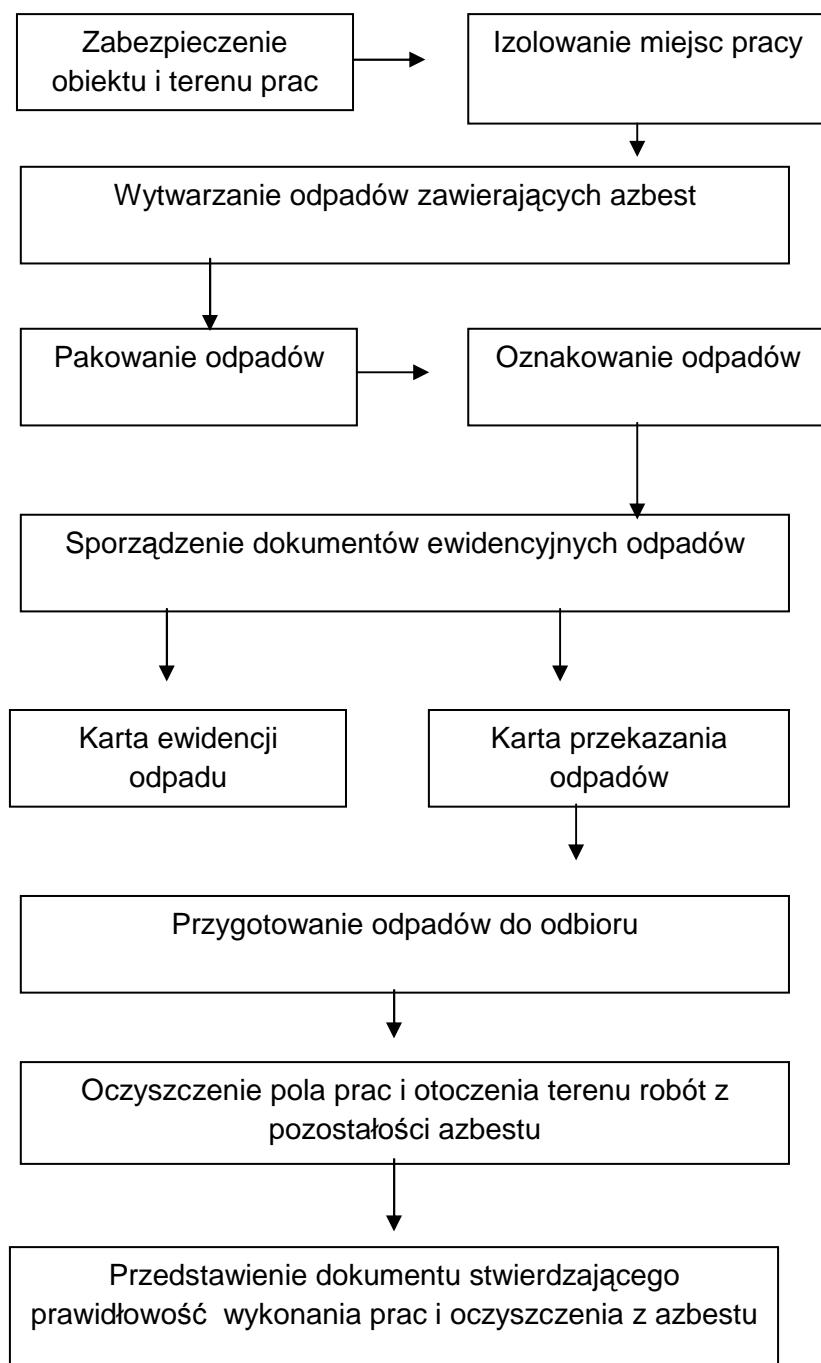 Zabezpieczenie
obiektu i terenu prac
Izolowanie miejsc pracy
Wytwarzanie odpadów zawierających azbest
Pakowanie odpadów
Oznakowanie odpadów
Sporządzenie dokumentów ewidencyjnych odpadów
Karta ewidencji
odpadu
Karta przekazania
odpadów
Przygotowanie odpadów do odbioru
Oczyszczenie pola prac i otoczenia terenu robót z
pozostałości azbestu
Przedstawienie dokumentu stwierdzającego
prawidłowość wykonania prac i oczyszczenia z azbestu